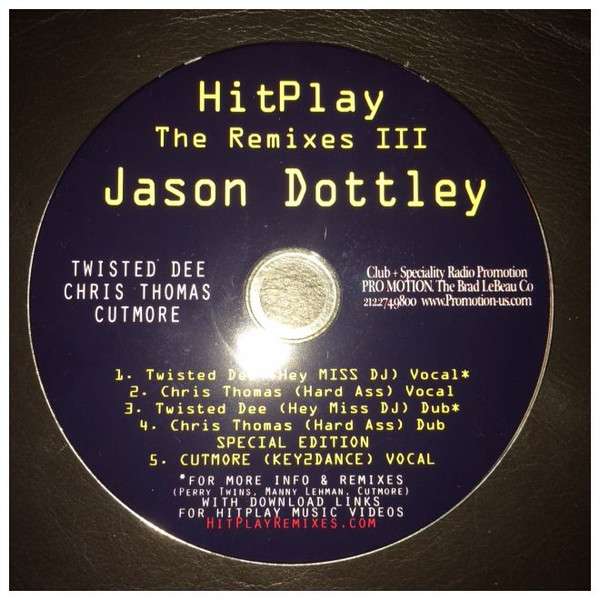 HitPlay
The Remixes III
Jason Dottley
TWISTED DEE
CHRIS THOMAS
CUTMORE
Club + Speciality Radio Promotion
PRO MOTION. The Brad LeBeau Co
212.274.9800 www.Promotion-us.com
1. Twisted Dee (Hey MISS DJ) Vocal*
2. Chris Thomas (Hard Ass) Vocal
3. Twisted Dee (Hey Miss DJ) Dub*
4. Chris Thomas (Hard Ass) Dub
SPECIAL EDITION
5. CUTMORE (KEY2DANCE) VOCAL
*FOR MORE INFO & REMIXES
(PERRY TWINS, MANNY LEHMAN, CUTMORE)
WITH DOWNLOAD LINKS
FOR HITPLAY MUSIC VIDEOS
HITPLAYREMIXES.COM